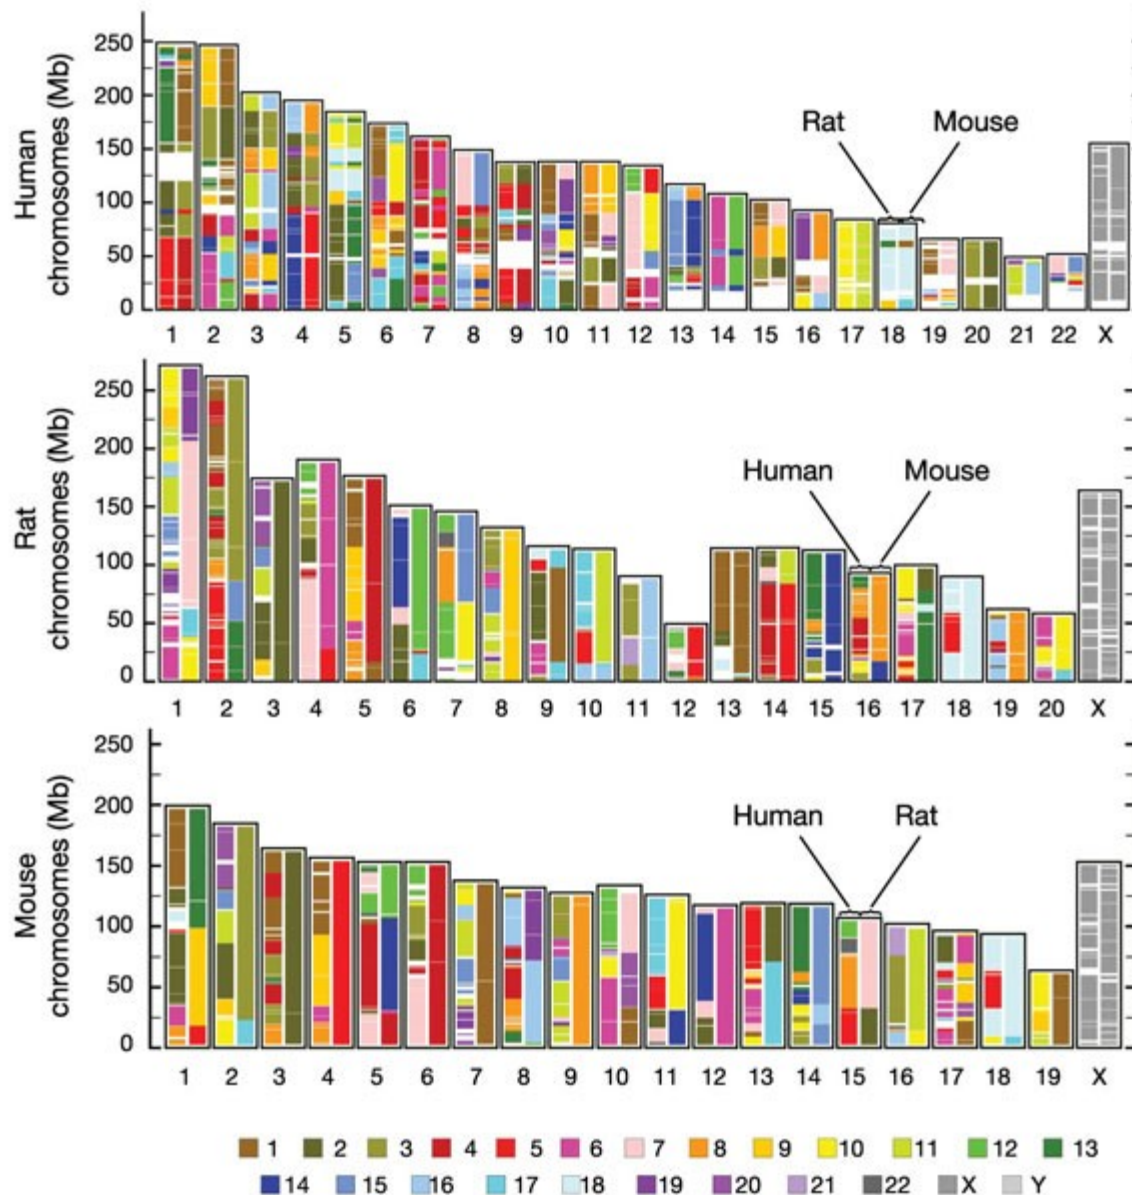 Human
chromosomes (Mb)
250
200
150
100
50
0
Rat Mouse
1 2 3 4 5 6 7 8 9 10 11 12 13 14 15 16 17 18 19 20 21 22 X
Rat
chromosomes (Mb)
250
200
150
100
50
0
Human Mouse
1 2 3 4 5 6 7 8 9 10 11 12 13 14 15 16 17 18 19 20 X
Mouse
chromosomes (Mb)
250
200
150
100
50
0
Human Rat
1 2 3 4 5 6 7 8 9 10 11 12 13 14 15 16 17 18 19 X
1 2 3 4 5 6 7 8 9 10 11 12 13
14 15 16 17 18 19 20 21 22 X Y